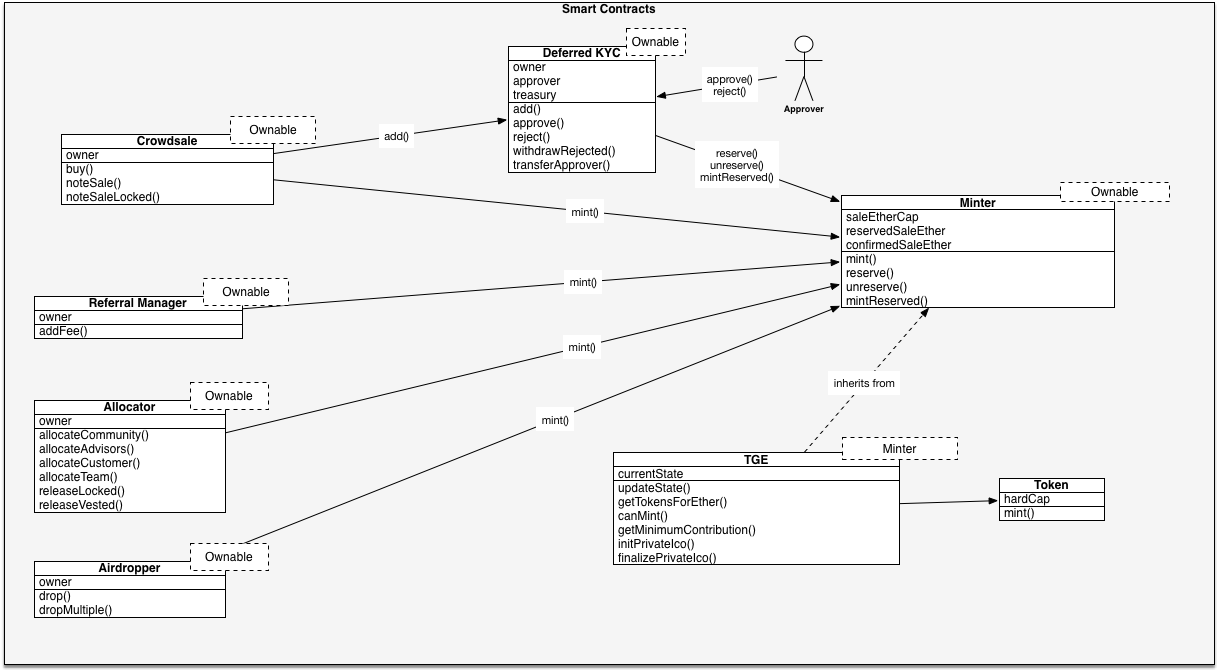 Smart Contracts
Ownable
Deferred KYC
owner
approver
treasury
add()
approve()
reject()
withdrawRejected()
transferApprover()
approve()
reject()
Approver
Ownable
Crowdsale
owner
buy()
noteSale()
noteSaleLocked()
add()
reserve()
unreserve()
mintReserved()
mint()
Ownable
Minter
saleEtherCap
reservedSaleEther
confirmedSaleEther
mint()
reserve()
unreserve()
mintReserved()
Ownable
Referral Manager
owner
addFee()
mint()
Ownable
Allocator
owner
allocateCommunity()
allocateAdvisors()
allocateCustomer()
allocateTeam()
releaseLocked()
releaseVested()
mint()
inherits from
mint()
Minter
TGE
currentState
updateState()
getTokensForEther()
canMint()
getMinimumContribution()
initPrivateIco()
finalizePrivateIco()
Token
hardCap
mint()
Ownable
Airdropper
owner
drop()
dropMultiple()